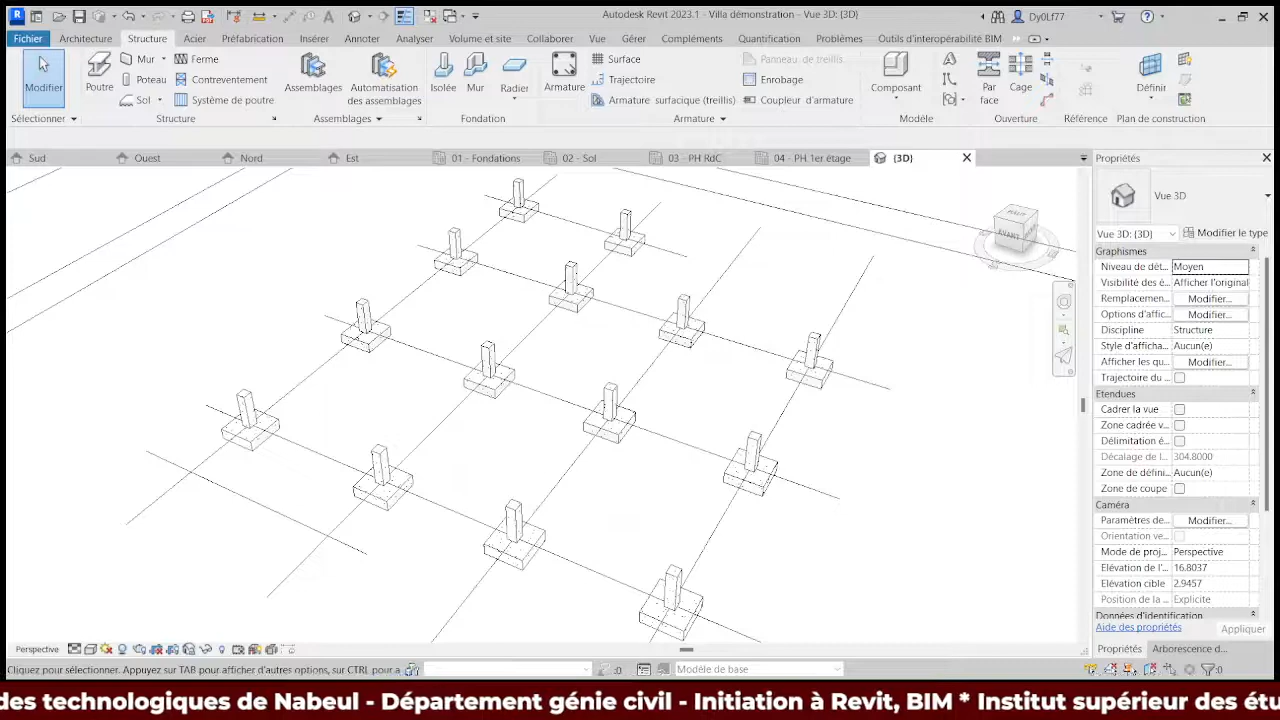 Autodesk Revit 2023.1 - Villa démonstration - Vue 3D: {3D}
Dy0Lf77
Fichier Architecture Structure Acier Préfabrication Insérer Annoter Analyser Volume et site Collaborer Vue Gérer Compléments Quantification Problèmes Outils d'interopérabilité BIM
Modifier
Poutre
Mur
Poteau
Sol
Ferme
Contreventement
Système de poutre
Assemblages
Automatisation
des assemblages
Isolée
Mur
Radier
Armature
Surface
Trajectoire
Armature surfacique (treillis)
Panneau de treillis
Enrobage
Coupleur d'armature
Composant
Par
face
Cage
Définir
Sélectionner Structure Assemblages Fondation Armature Modèle Ouverture Référence Plan de construction
Sud Ouest Nord Est 01 - Fondations 02 - Sol 03 - PH RdC 04 - PH 1er étage {3D}
AVANT
Propriétés
Vue 3D
Vue 3D: {3D} Modifier le type
Graphismes
Niveau de dét... Moyen
Visibilité des é... Afficher l'original
Remplacemen... Modifier...
Options d'affic... Modifier...
Discipline Structure
Style d'afficha... Aucun(e)
Afficher les qu... Modifier...
Trajectoire du ...
Etendues
Cadrer la vue
Zone cadrée v...
Délimitation é...
Décalage de l... 304.8000
Zone de défini... Aucun(e)
Zone de coupe
Caméra
Paramètres de... Modifier...
Orientation ve...
Mode de proj... Perspective
Elévation de l'... 16.8037
Elévation cible 2.9457
Position de la ... Explicite
Données d'identification
Aide des propriétés Appliquer
Propriétés Arborescence d...
Perspective
Cliquez pour sélectionner. Appuyez sur TAB pour afficher d'autres options, sur CTRL pour a
:0 Modèle de base :0
des technologiques de Nabeul - Département génie civil - Initiation à Revit, BIM * Institut supérieur des étu